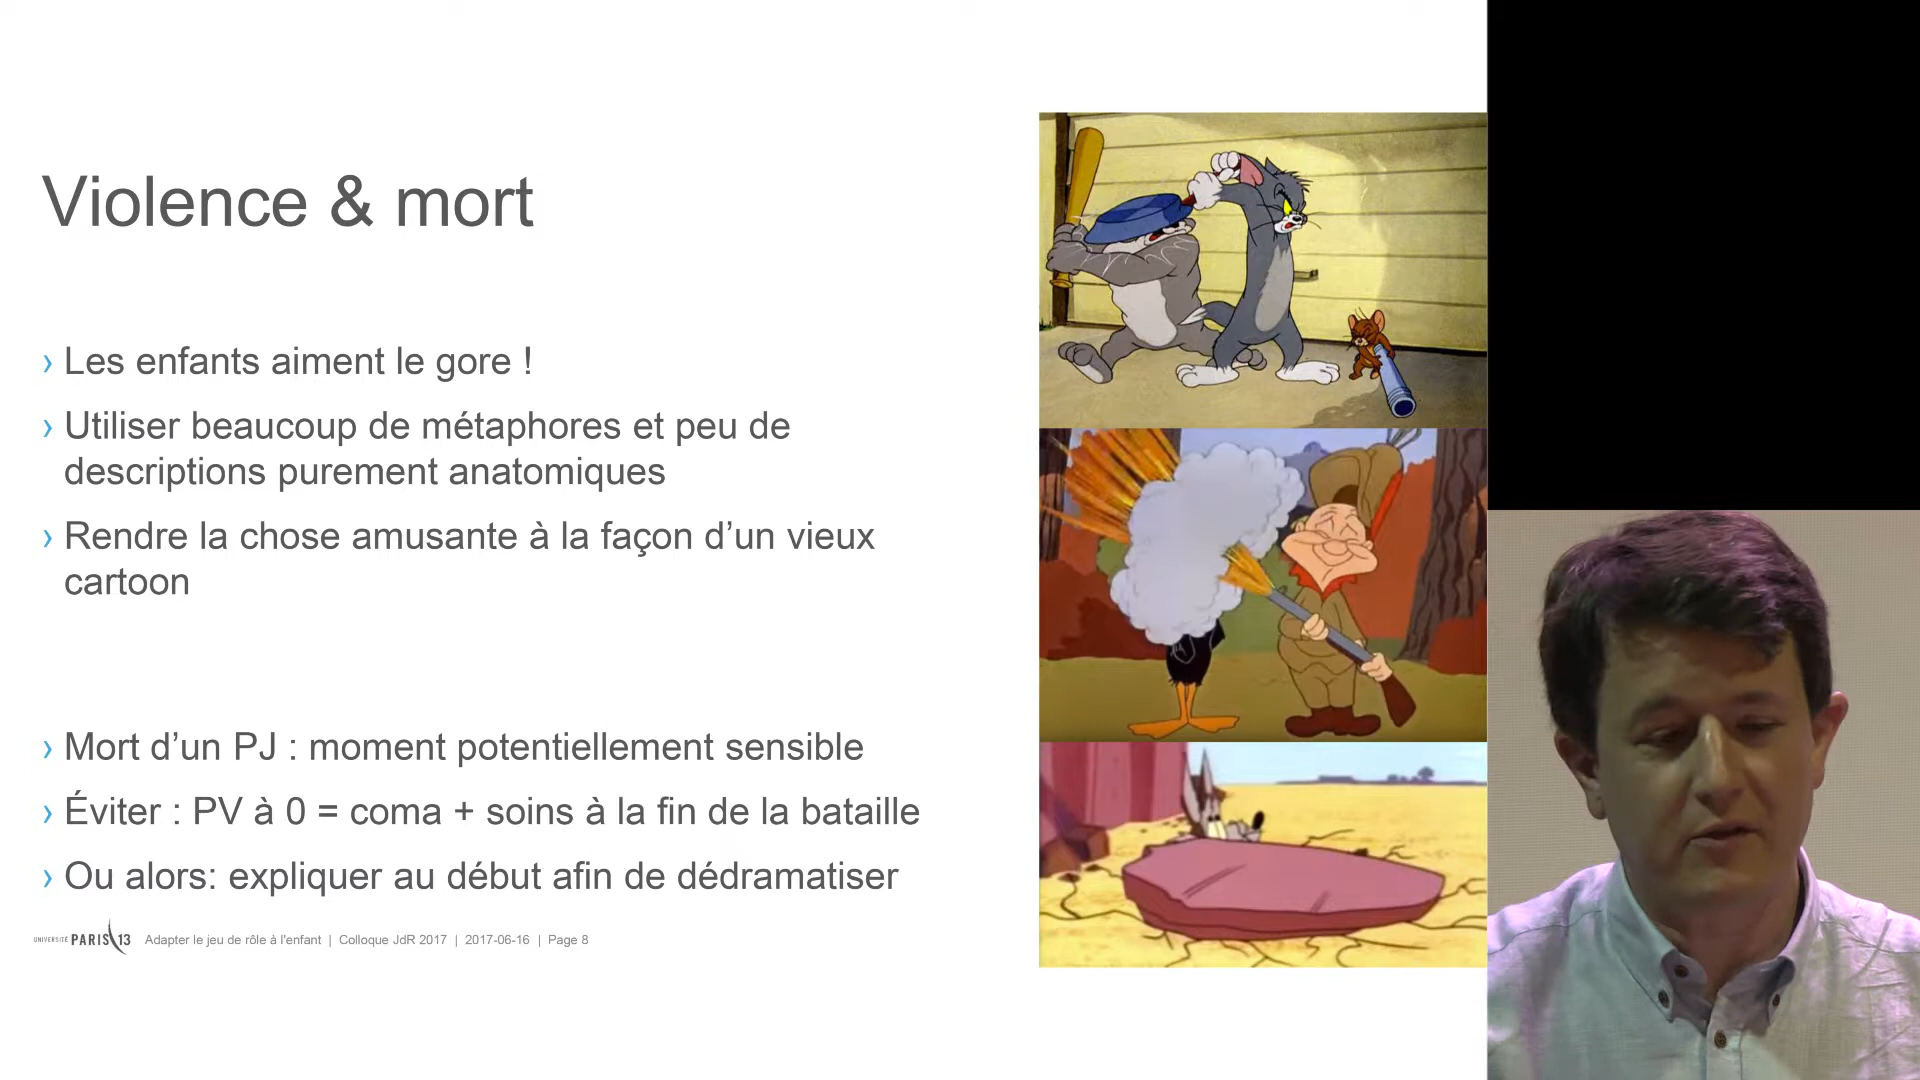 Violence & mort
› Les enfants aiment le gore !
› Utiliser beaucoup de métaphores et peu de
descriptions purement anatomiques
› Rendre la chose amusante à la façon d’un vieux
cartoon
› Mort d’un PJ : moment potentiellement sensible
› Éviter : PV à 0 = coma + soins à la fin de la bataille
› Ou alors: expliquer au début afin de dédramatiser
UNIVERSITÉ PARIS 13 Adapter le jeu de rôle à l'enfant | Colloque JdR 2017 | 2017-06-16 | Page 8